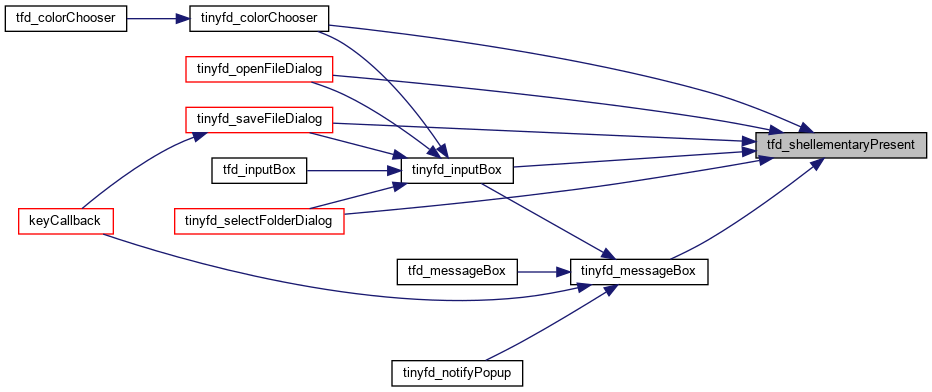 tfd_colorChooser
tinyfd_colorChooser
tinyfd_openFileDialog
tinyfd_saveFileDialog
tfd_shellementaryPresent
tfd_inputBox
tinyfd_inputBox
keyCallback
tinyfd_selectFolderDialog
tfd_messageBox
tinyfd_messageBox
tinyfd_notifyPopup